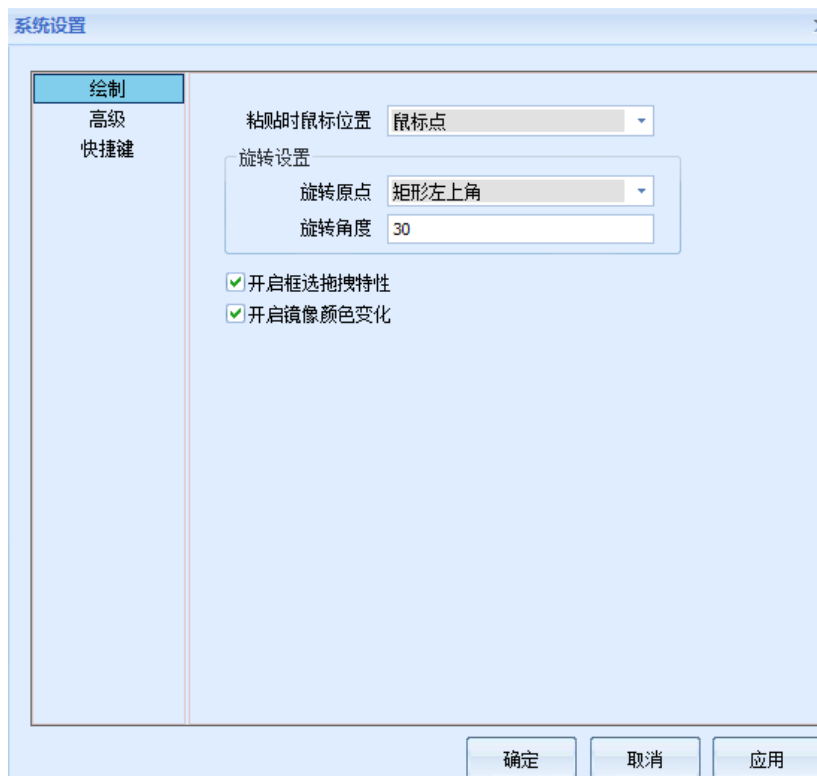 系统设置
绘制
高级
快捷键
粘贴时鼠标位置 鼠标点
旋转设置
旋转原点 矩形左上角
旋转角度 30
开启框选拖拽特性
开启镜像颜色变化
确定 取消 应用